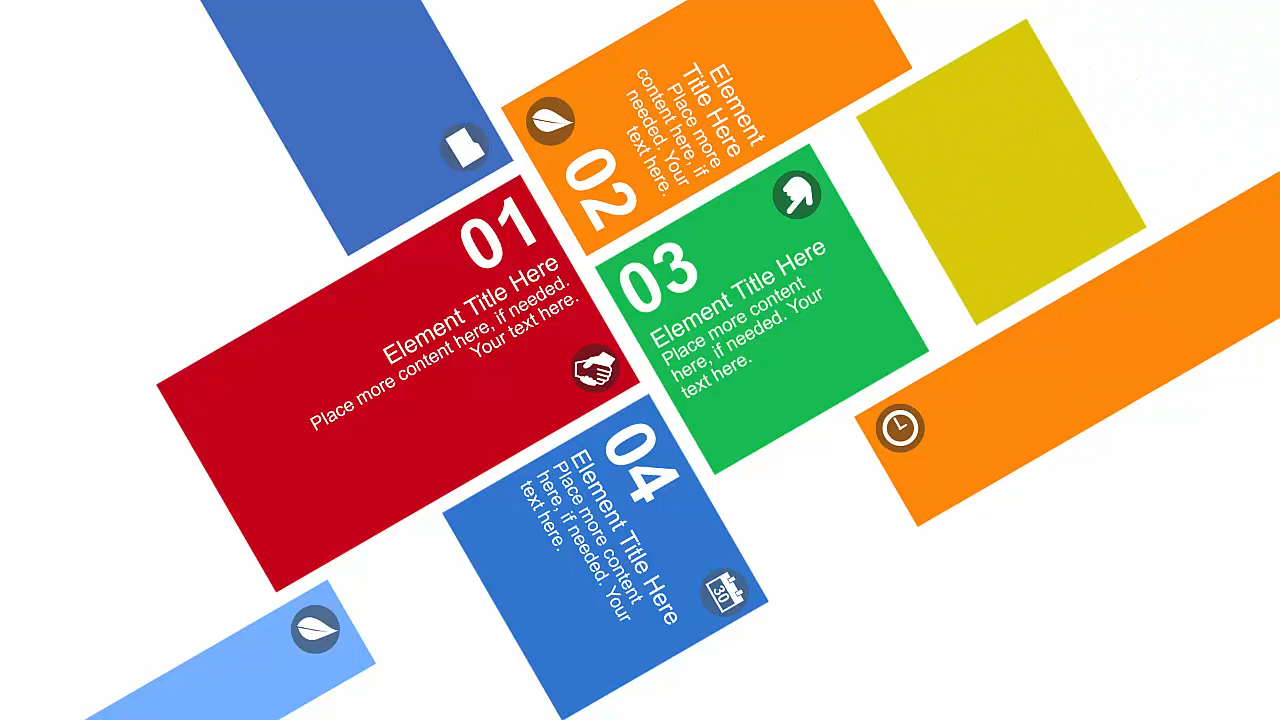 01
Element Title Here
Place more content here, if needed.
Your text here.
02
Element
Title Here
Place more
content here, if
needed. Your
text here.
03
Element Title Here
Place more content
here, if needed. Your
text here.
04
Element Title Here
Place more content
here, if needed. Your
text here.
30